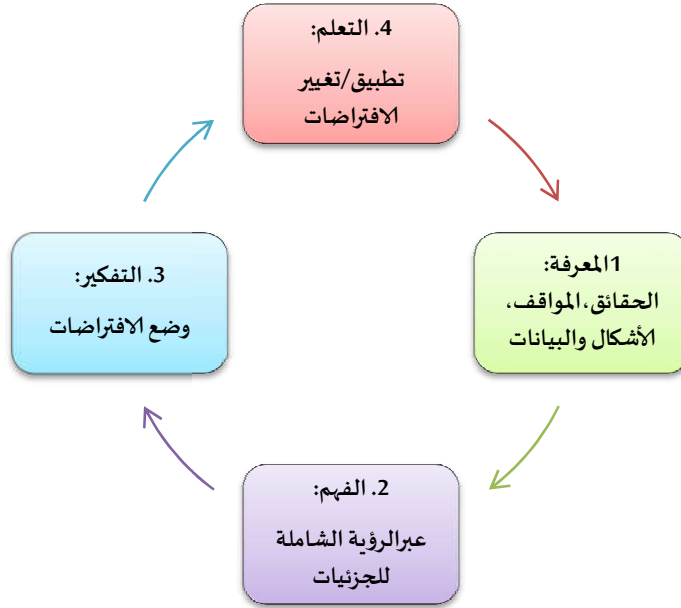 4. التعلم:
تطبيق/تغيير
الافتراضات
1المعرفة:
الحقائق،المواقف،
الأشكال والبيانات
2. الفهم:
عبرالرؤية الشاملة
للجزئيات
3. التفكير:
وضع الافتراضات